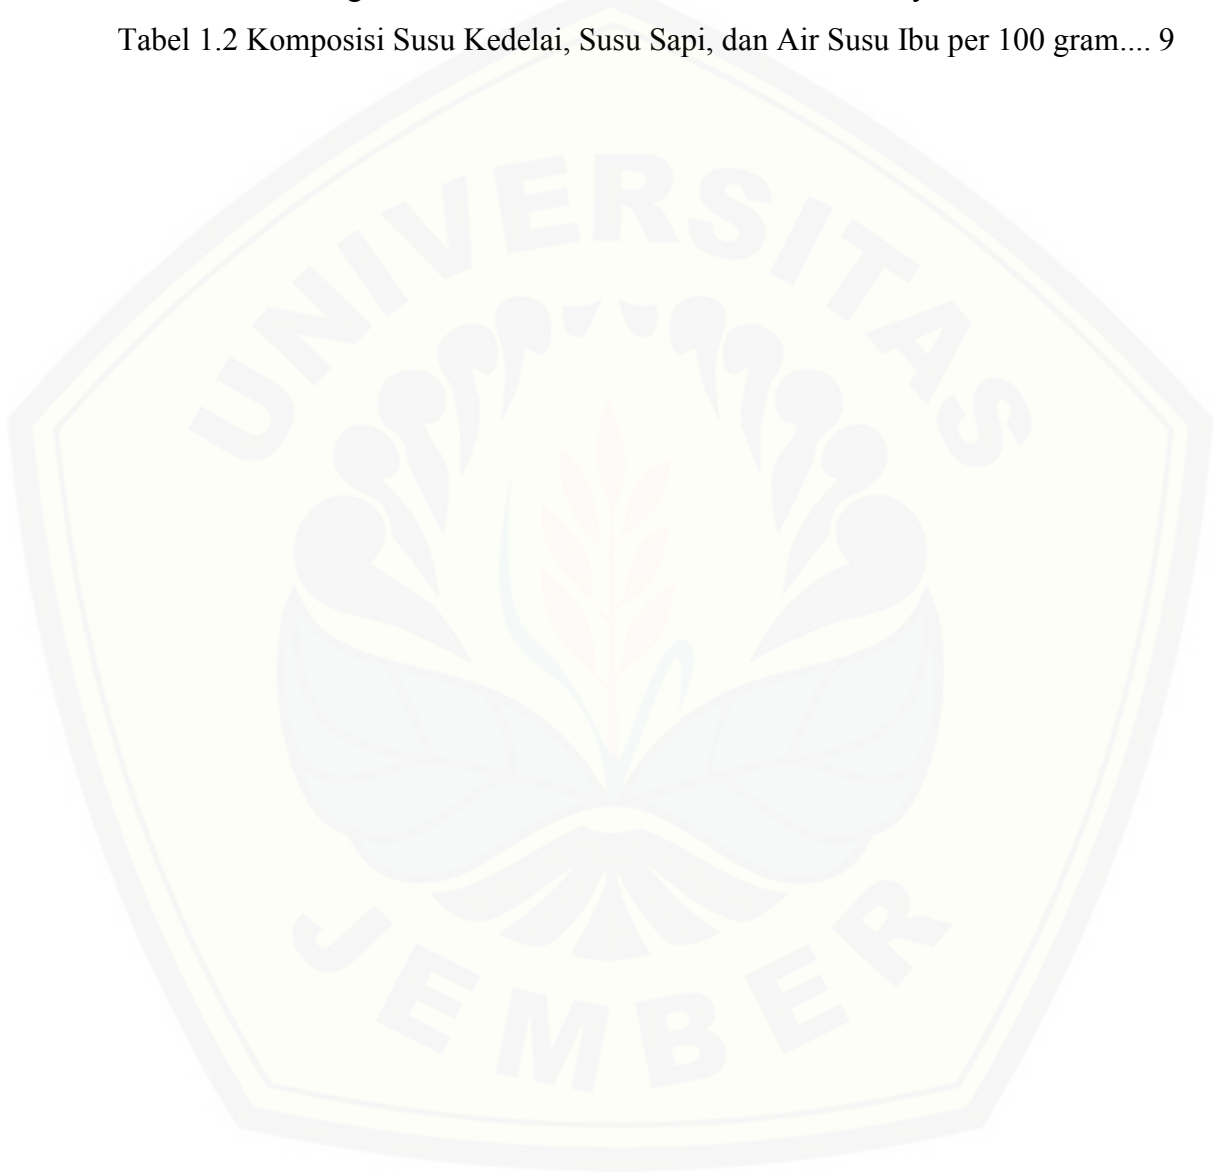 Tabel 1.2 Komposisi Susu Kedelai, Susu Sapi, dan Air Susu Ibu per 100 gram.... 9
UNIVERSITAS
JEMBER